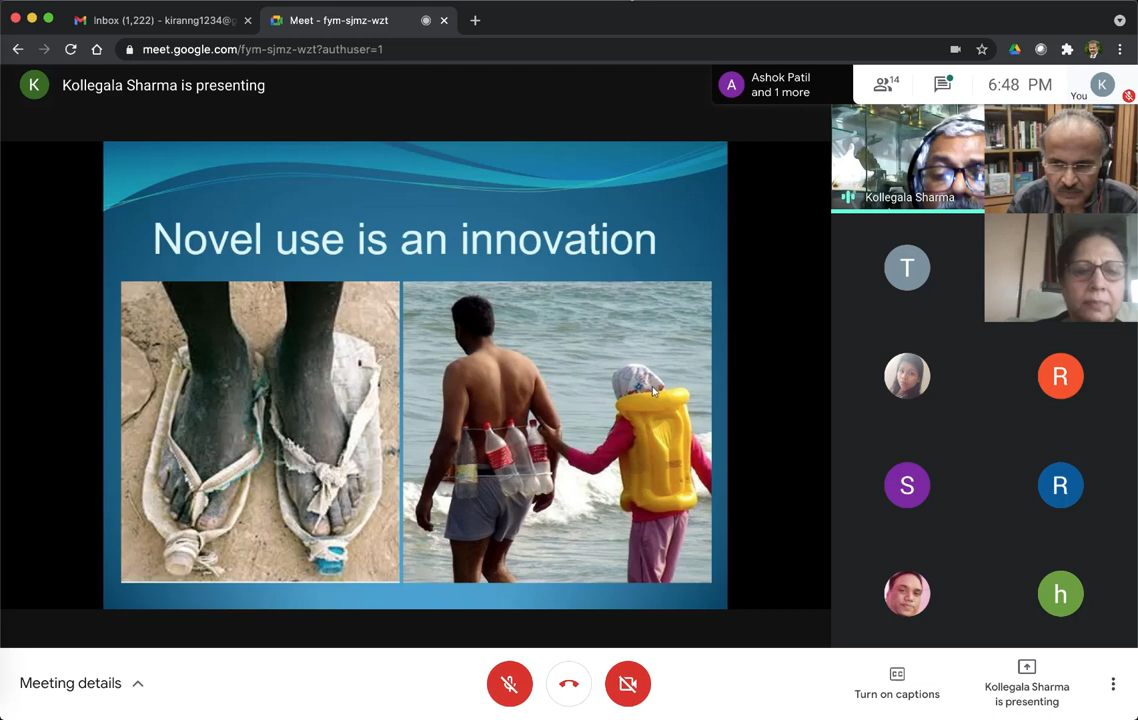 Inbox (1,222) - kiranng1234@g
Meet - fym-sjmz-wzt
meet.google.com/fym-sjmz-wzt?authuser=1
K
Kollegala Sharma is presenting
A
Ashok Patil
and 1 more
14
6:48 PM
You
K
Kollegala Sharma
Novel use is an innovation
T
R
S
R
h
Meeting details
CC
Turn on captions
Kollegala Sharma
is presenting